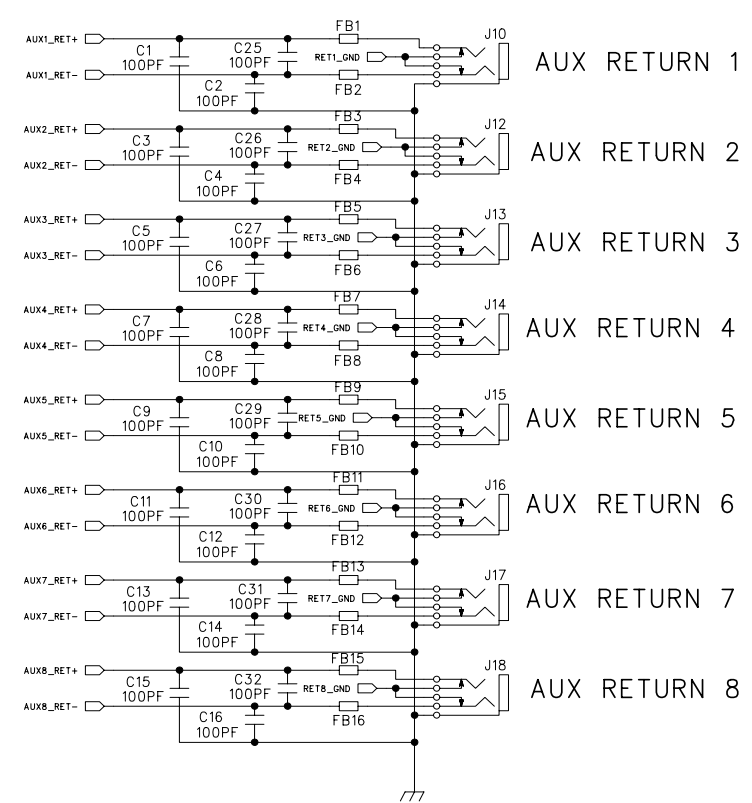 FB1
J10
AUX1_RET+
C1
100PF
C25
100PF
RET1_GND
AUX RETURN 1
AUX1_RET-
C2
100PF
FB2
FB3
J12
AUX2_RET+
C3
100PF
C26
100PF
RET2_GND
AUX RETURN 2
AUX2_RET-
C4
100PF
FB4
FB5
J13
AUX3_RET+
C5
100PF
C27
100PF
RET3_GND
AUX RETURN 3
AUX3_RET-
C6
100PF
FB6
FB7
J14
AUX4_RET+
C7
100PF
C28
100PF
RET4_GND
AUX RETURN 4
AUX4_RET-
C8
100PF
FB8
FB9
J15
AUX5_RET+
C9
100PF
C29
100PF
RET5_GND
AUX RETURN 5
AUX5_RET-
C10
100PF
FB10
FB11
J16
AUX6_RET+
C11
100PF
C30
100PF
RET6_GND
AUX RETURN 6
AUX6_RET-
C12
100PF
FB12
FB13
J17
AUX7_RET+
C13
100PF
C31
100PF
RET7_GND
AUX RETURN 7
AUX7_RET-
C14
100PF
FB14
FB15
J18
AUX8_RET+
C15
100PF
C32
100PF
RET8_GND
AUX RETURN 8
AUX8_RET-
C16
100PF
FB16